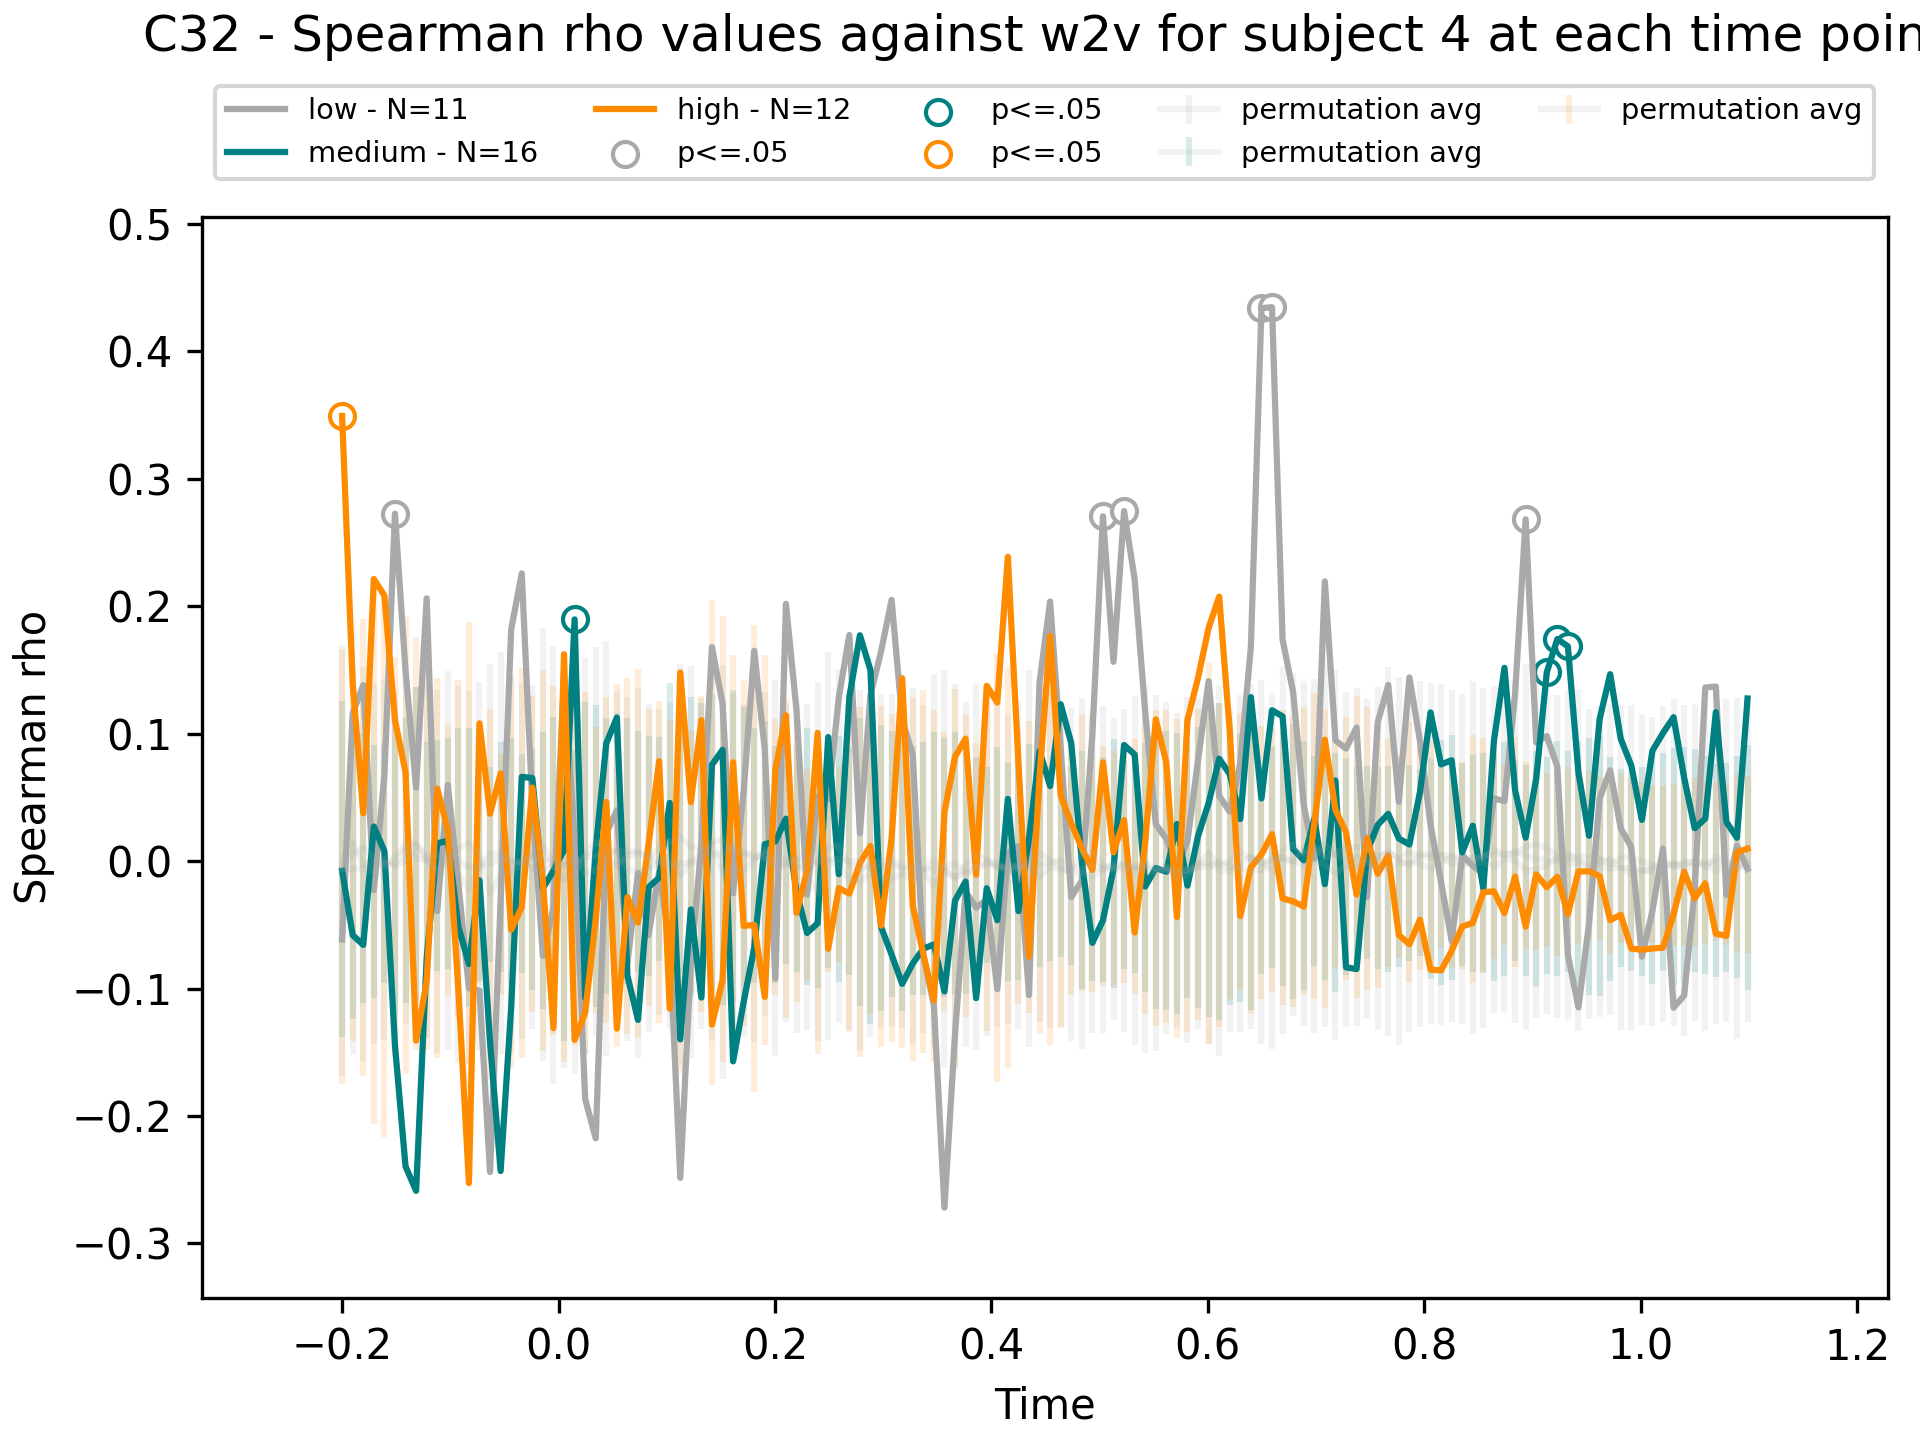 C32 - Spearman rho values against w2v for subject 4 at each time poin
low - N=11
high - N=12
p<=.05
permutation avg
permutation avg
medium - N=16
p<=.05
p<=.05
permutation avg
0.5
0.4
0.3
0.2
0.1
0.0
−0.1
−0.2
−0.3
Spearman rho
−0.2
0.0
0.2
0.4
0.6
0.8
1.0
1.2
Time